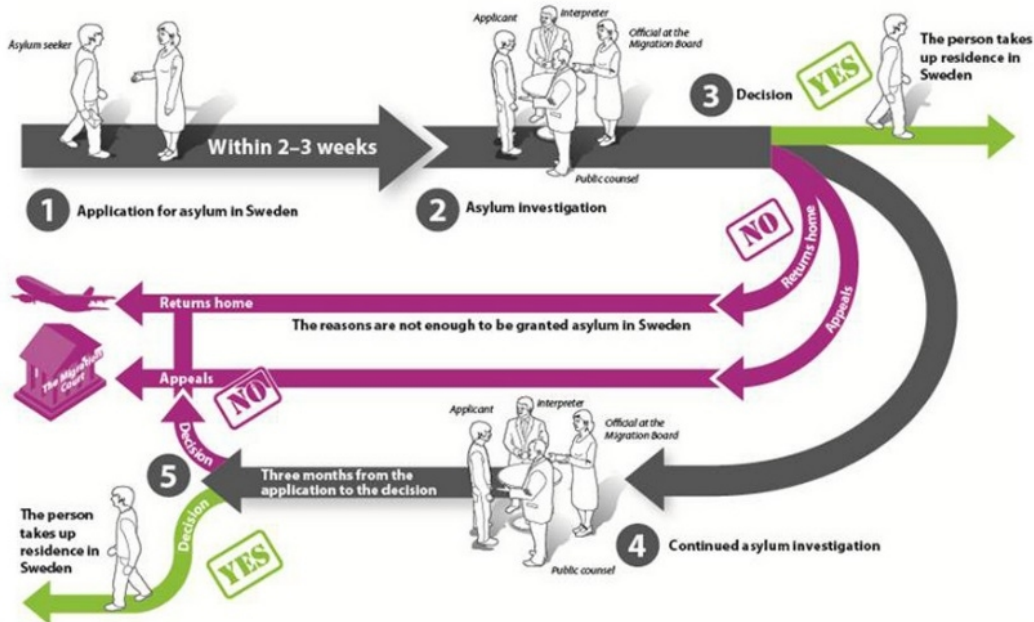 Asylum seeker
Within 2–3 weeks
1
Application for asylum in Sweden
Applicant
Interpreter
Official at the
Migration Board
Public counsel
2
Asylum investigation
3
Decision
YES
The person takes
up residence in
Sweden
NO
Returns home
Appeals
Returns home
The reasons are not enough to be granted asylum in Sweden
The Migration
Court
Appeals
NO
Decision
Applicant
Interpreter
Official at the
Migration Board
Public counsel
4
Continued asylum investigation
Three months from the
application to the decision
5
Decision
YES
The person
takes up
residence in
Sweden